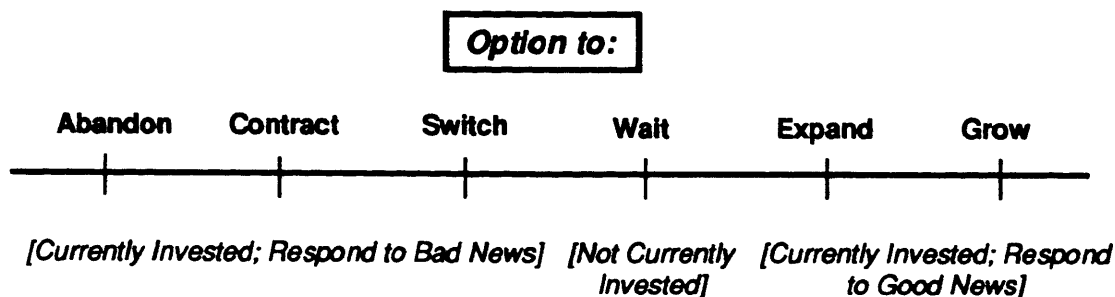 Option to:
Abandon Contract Switch Wait Expand Grow
[Currently Invested; Respond to Bad News] [Not Currently [Currently Invested; Respond
Invested] to Good News]